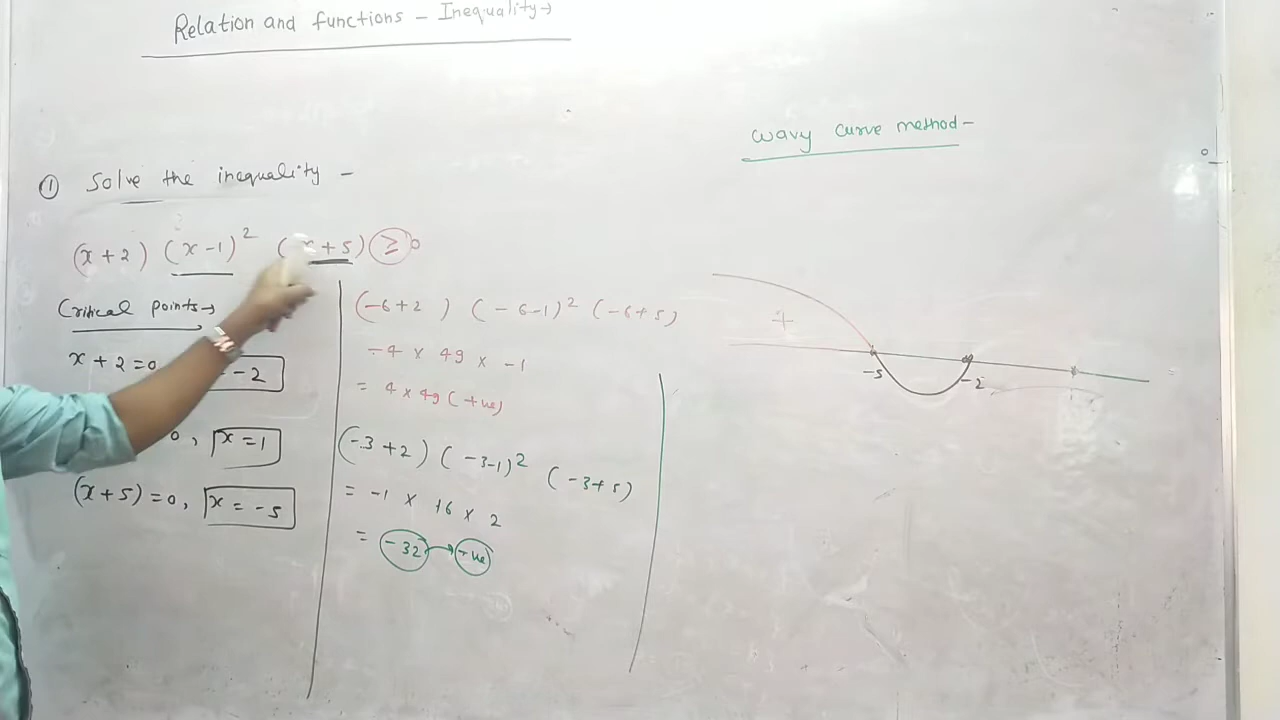 Relation and functions - Inequality→
Wavy Curve method -
① Solve the inequality -
(x+2) (x-1)² (x+5) ≥ 0
Critical points→
x+2=0
-2
0, x=1
(x+5)=0, x=-5
(-6+2) (-6-1)² (-6+5)
-4 × 49 × -1
= 4 × 49 (+ve)
(-3+2) (-3-1)² (-3+5)
= -1 × 16 × 2
= -32 → -ve
+
-5
-2
1